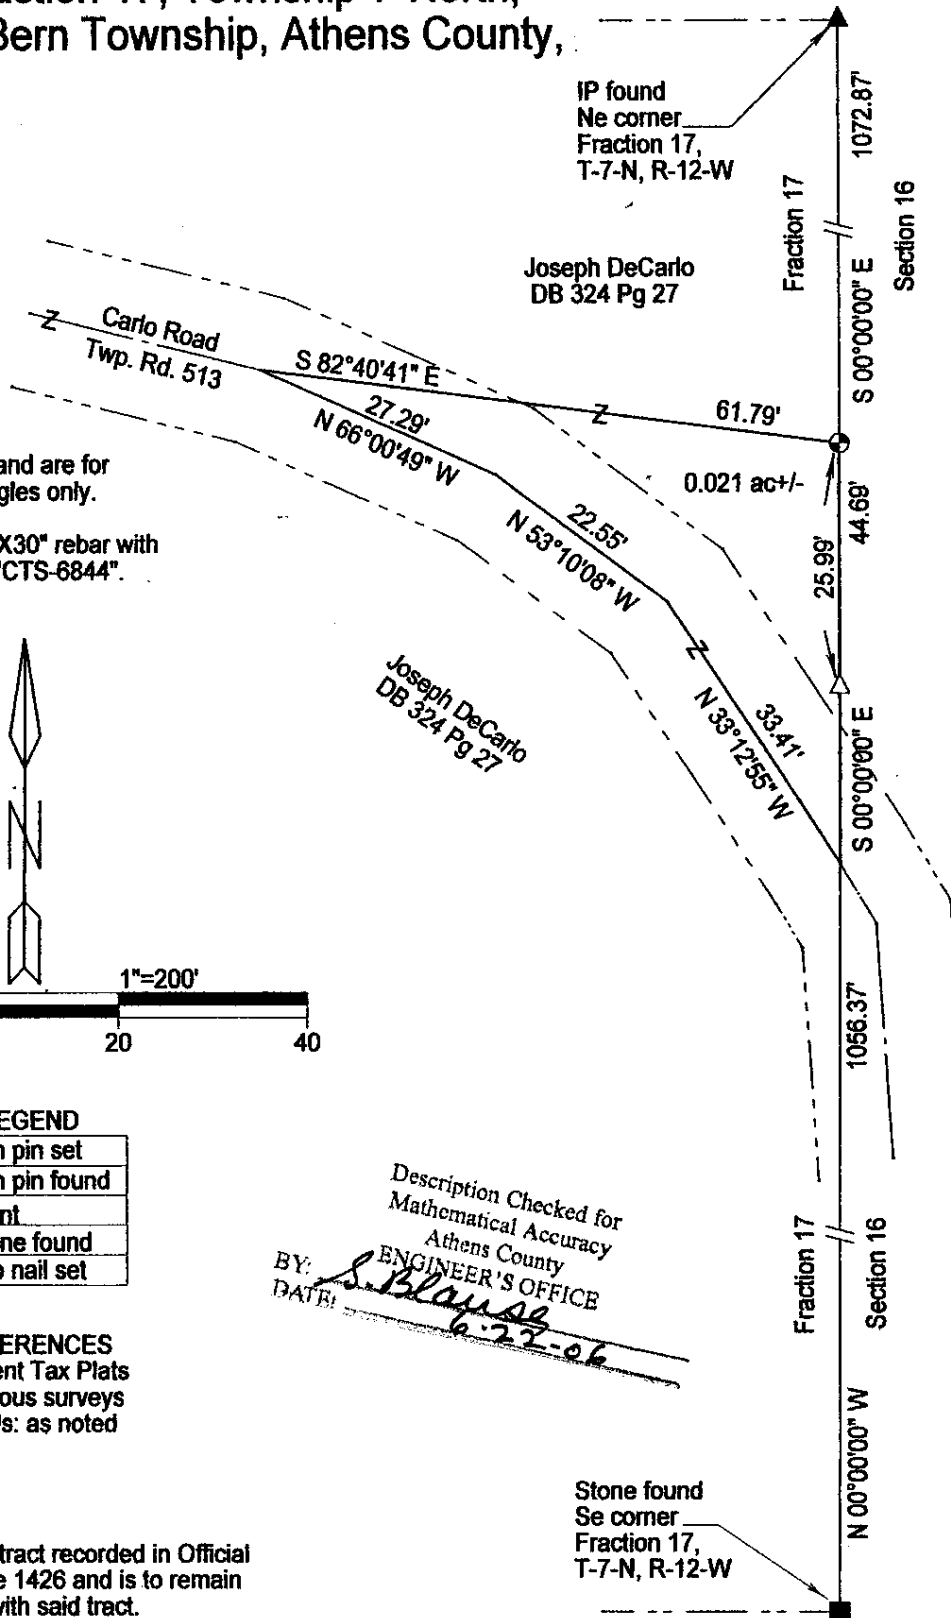 Township 7 North,
Bern Township, Athens County,
IP found
Ne corner
Fraction 17,
T-7-N, R-12-W
1072.87'
Fraction 17
Section 16
Joseph DeCarlo
DB 324 Pg 27
S 00°00'00" E
Carlo Road
Twp. Rd. 513
S 82°40'41" E
61.79'
27.29'
N 66°00'49" W
and are for
gles only.
0.021 ac+/-
44.69'
25.99'
22.55'
N 53°10'08" W
X30" rebar with
"CTS-6844".
Joseph DeCarlo
DB 324 Pg 27
33.41'
N 33°12'55" W
S 00°00'00" E
N
1"=200'
20
40
1056.37'
EGEND
n pin set
n pin found
nt
ne found
nail set
Description Checked for
Mathematical Accuracy
Athens County
ENGINEER'S OFFICE
BY: S. Blause
DATE: 6-22-06
Fraction 17
Section 16
ERENCES
ent Tax Plats
ous surveys
s: as noted
N 00°00'00" W
Stone found
Se corner
Fraction 17,
T-7-N, R-12-W
tract recorded in Official
e 1426 and is to remain
with said tract.